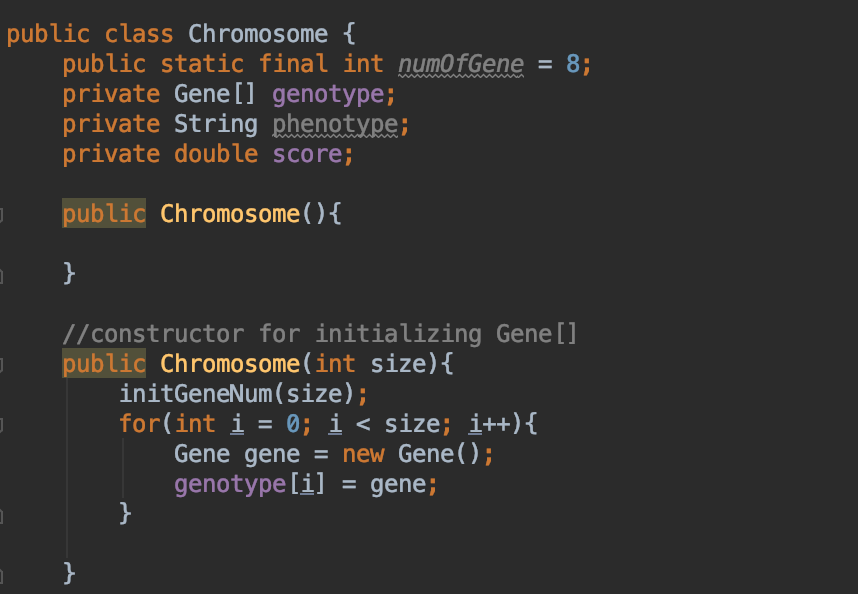 public class Chromosome {
    public static final int numOfGene = 8;
    private Gene[] genotype;
    private String phenotype;
    private double score;
    public Chromosome(){
    }
    //constructor for initializing Gene[]
    public Chromosome(int size){
        initGeneNum(size);
        for(int i = 0; i < size; i++){
            Gene gene = new Gene();
            genotype[i] = gene;
        }
    }